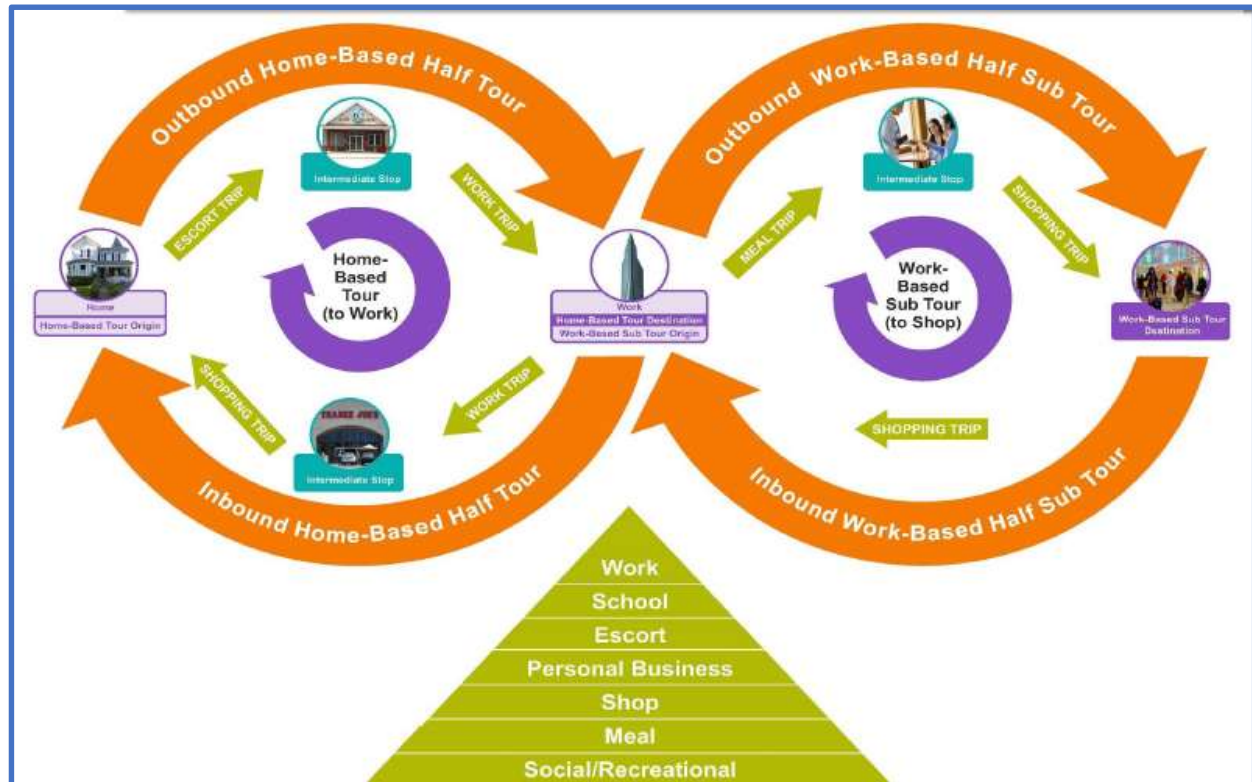 Outbound Home-Based Half Tour
Outbound Work-Based Half Sub Tour
Intermediate Stop
Intermediate Stop
ESCORT TRIP
WORK TRIP
MEAL TRIP
SHOPPING TRIP
Home-
Based
Tour
(to Work)
Work-
Based
Sub Tour
(to Shop)
Home
Home-Based Tour Origin
Work
Home-Based Tour Destination
Work-Based Sub Tour Origin
Work-Based Sub Tour
Destination
SHOPPING TRIP
WORK TRIP
SHOPPING TRIP
TRADER JOE'S
Intermediate Stop
Inbound Home-Based Half Tour
Inbound Work-Based Half Sub Tour
Work
School
Escort
Personal Business
Shop
Meal
Social/Recreational